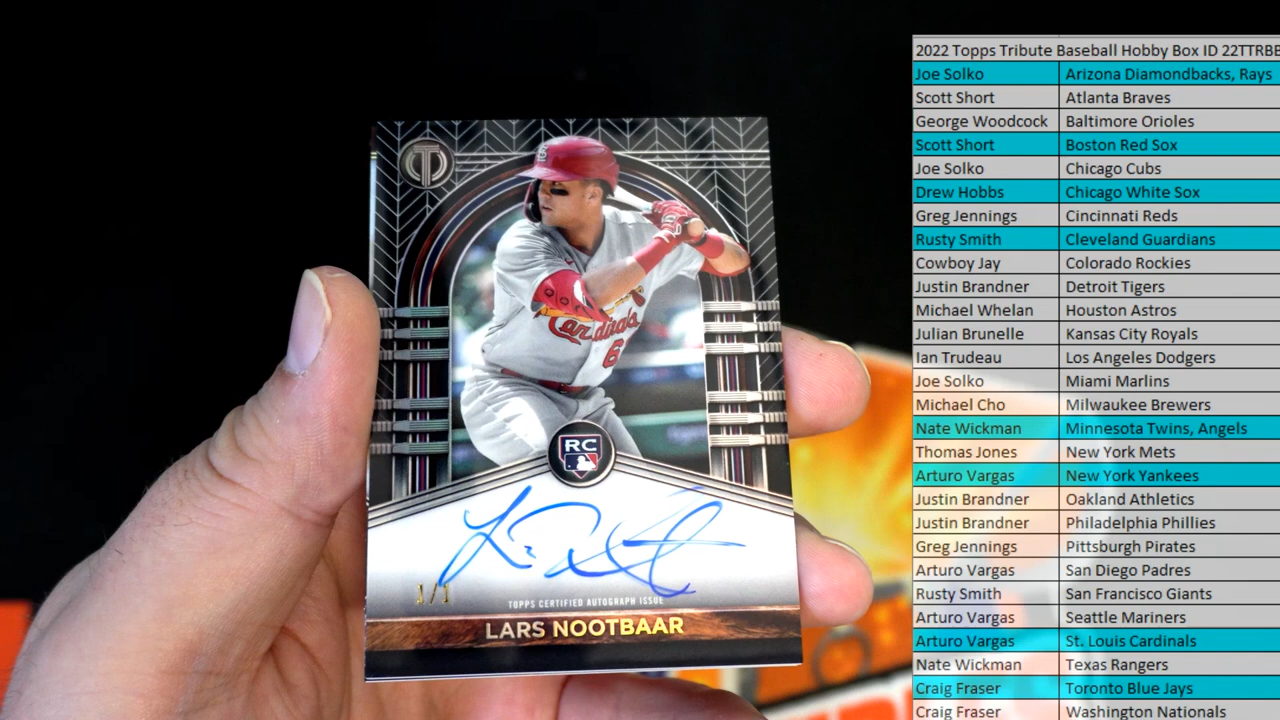 Cardinals
6
RC
1/1
TOPPS CERTIFIED AUTOGRAPH ISSUE
LARS NOOTBAAR
2022 Topps Tribute Baseball Hobby Box ID 22TTRBB
Joe Solko Arizona Diamondbacks, Rays
Scott Short Atlanta Braves
George Woodcock Baltimore Orioles
Scott Short Boston Red Sox
Joe Solko Chicago Cubs
Drew Hobbs Chicago White Sox
Greg Jennings Cincinnati Reds
Rusty Smith Cleveland Guardians
Cowboy Jay Colorado Rockies
Justin Brandner Detroit Tigers
Michael Whelan Houston Astros
Julian Brunelle Kansas City Royals
Ian Trudeau Los Angeles Dodgers
Joe Solko Miami Marlins
Michael Cho Milwaukee Brewers
Nate Wickman Minnesota Twins, Angels
Thomas Jones New York Mets
Arturo Vargas New York Yankees
Justin Brandner Oakland Athletics
Justin Brandner Philadelphia Phillies
Greg Jennings Pittsburgh Pirates
Arturo Vargas San Diego Padres
Rusty Smith San Francisco Giants
Arturo Vargas Seattle Mariners
Arturo Vargas St. Louis Cardinals
Nate Wickman Texas Rangers
Craig Fraser Toronto Blue Jays
Craig Fraser Washington Nationals